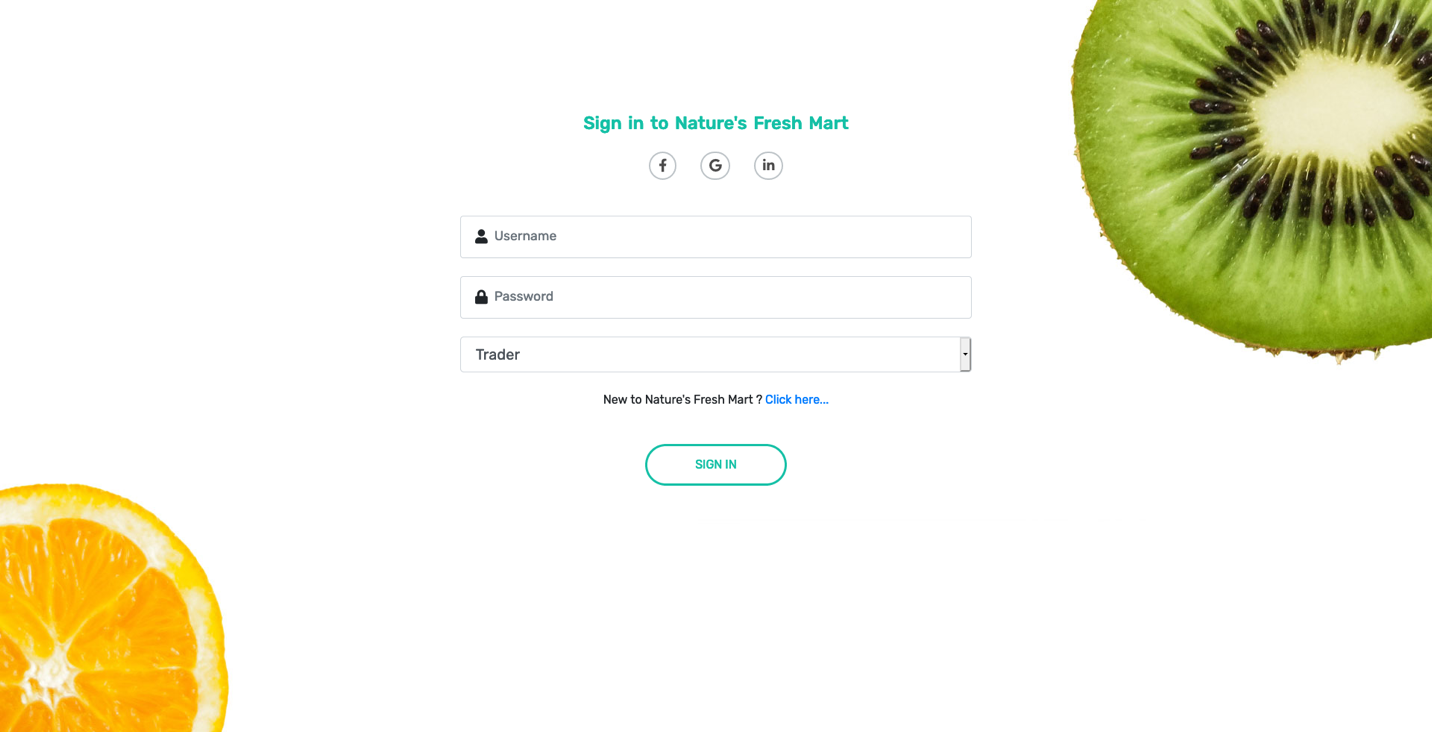 Sign in to Nature's Fresh Mart
Username
Password
Trader
New to Nature's Fresh Mart ? Click here...
SIGN IN